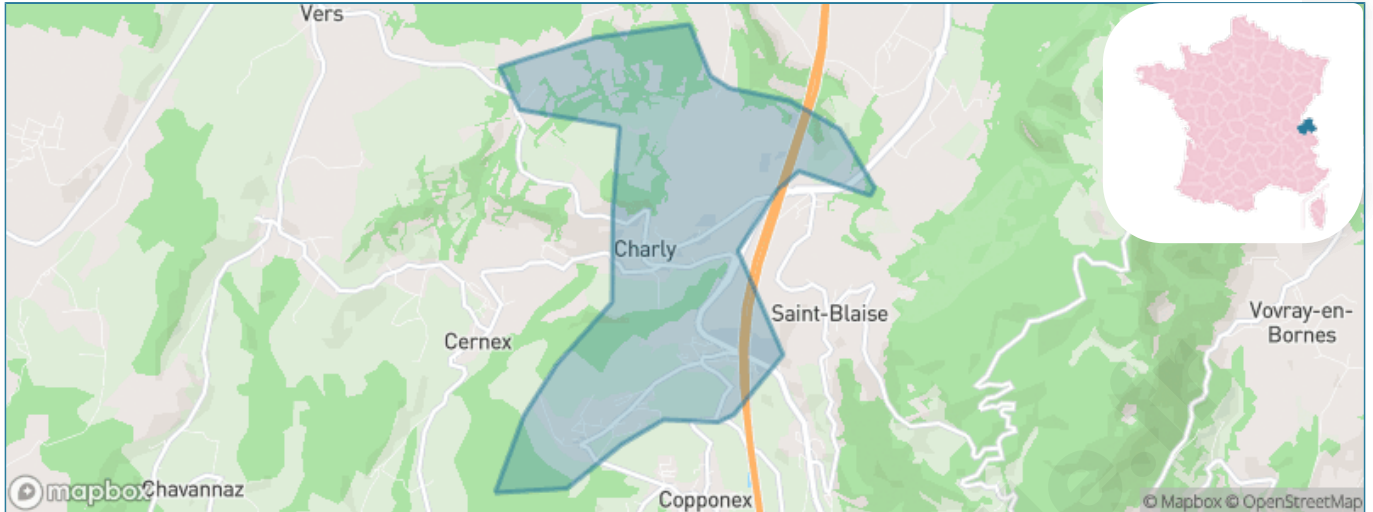 Vers
Charly
Saint-Blaise
Cernex
Vovray-en-
Bornes
Chavannaz
Copponex
mapbox
© Mapbox © OpenStreetMap